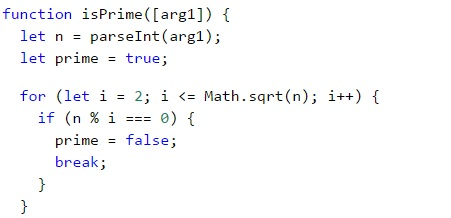 function isPrime([arg1]) {
  let n = parseInt(arg1);
  let prime = true;

  for (let i = 2; i <= Math.sqrt(n); i++) {
    if (n % i === 0) {
      prime = false;
      break;
    }
  }